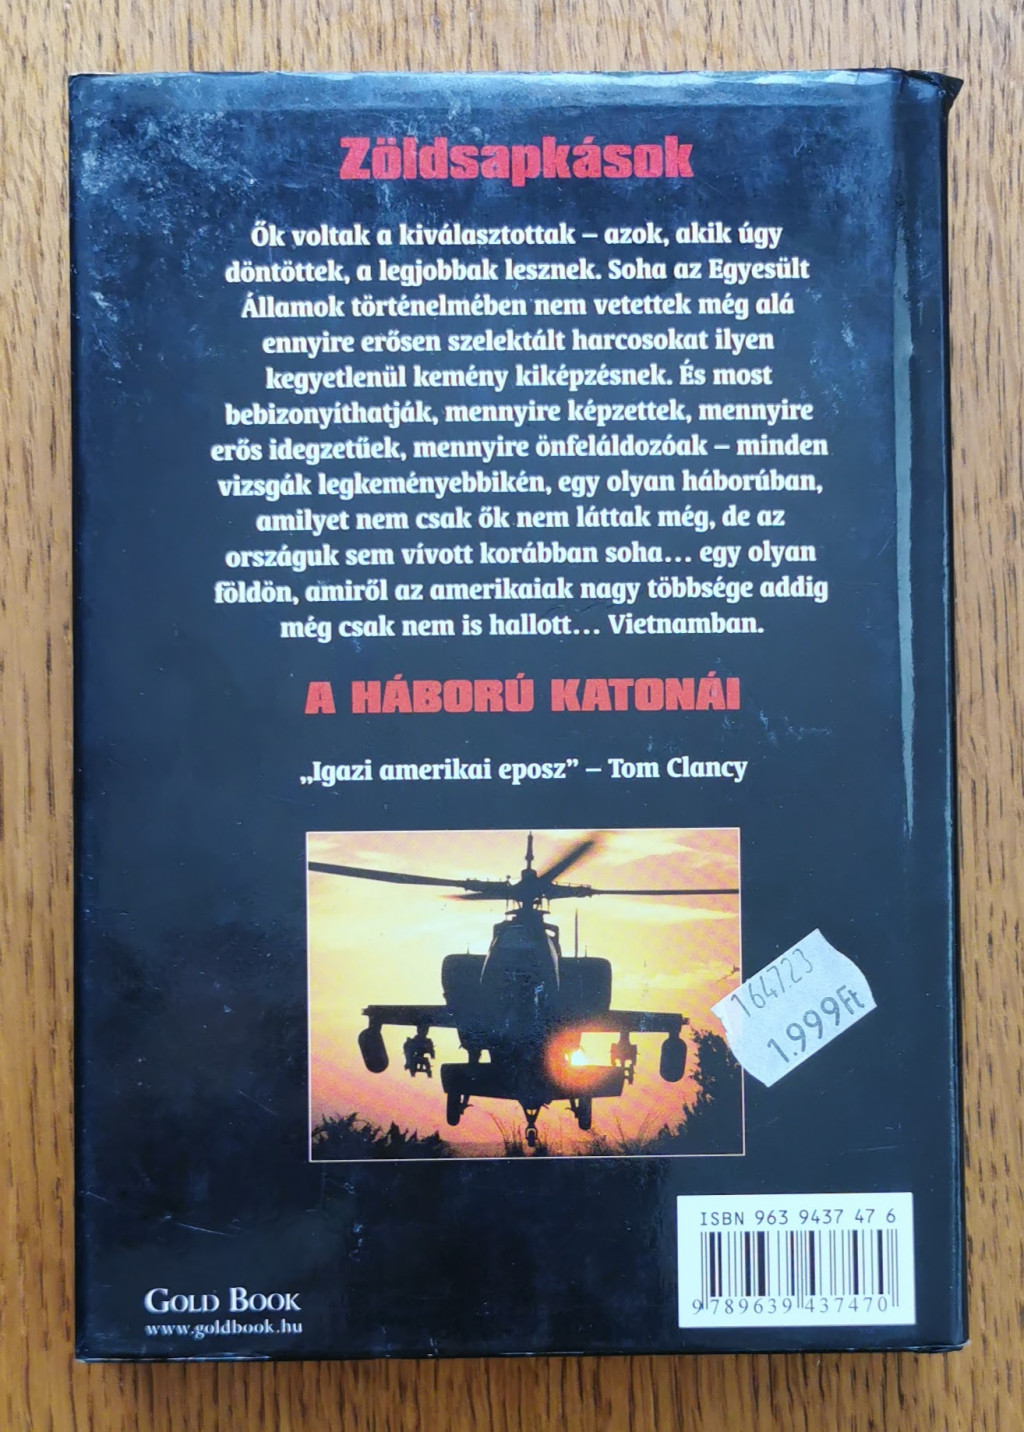 Zöldsapkások
Ők voltak a kiválasztottak – azok, akik úgy
döntöttek, a legjobbak lesznek. Soha az Egyesült
Államok történelmében nem vetettek még alá
ennyire erősen szelektált harcosokat ilyen
kegyetlenül kemény kiképzésnek. És most
bebizonyíthatják, mennyire képzettek, mennyire
erős idegzetűek, mennyire önfeláldozóak – minden
vizsgák legkeményebbikén, egy olyan háborúban,
amilyet nem csak ők nem láttak még, de az
országuk sem vívott korábban soha... egy olyan
földön, amiről az amerikaiak nagy többsége addig
még csak nem is hallott... Vietnamban.
A HÁBORÚ KATONÁI
„Igazi amerikai eposz” – Tom Clancy
164723
1.999Ft
ISBN 963 9437 47 6
9 789639 437470
GOLD BOOK
www.goldbook.hu